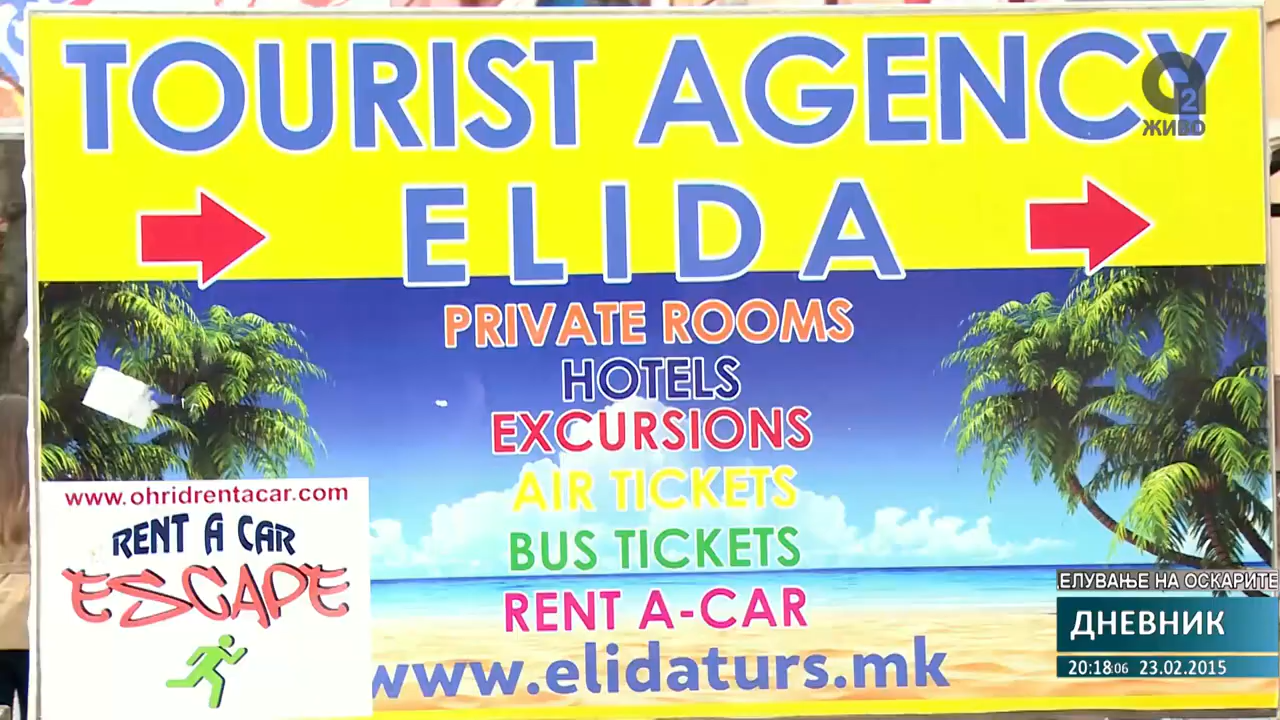 TOURIST AGENCY
2
ЖИВО
ELIDA
PRIVATE ROOMS
HOTELS
EXCURSIONS
AIR TICKETS
BUS TICKETS
RENT A-CAR
www.elidaturs.mk
www.ohridrentacar.com
RENT A CAR
ESCAPE
ЕЛУВАЊЕ НА ОСКАРИТЕ
ДНЕВНИК
20:18:06 23.02.2015